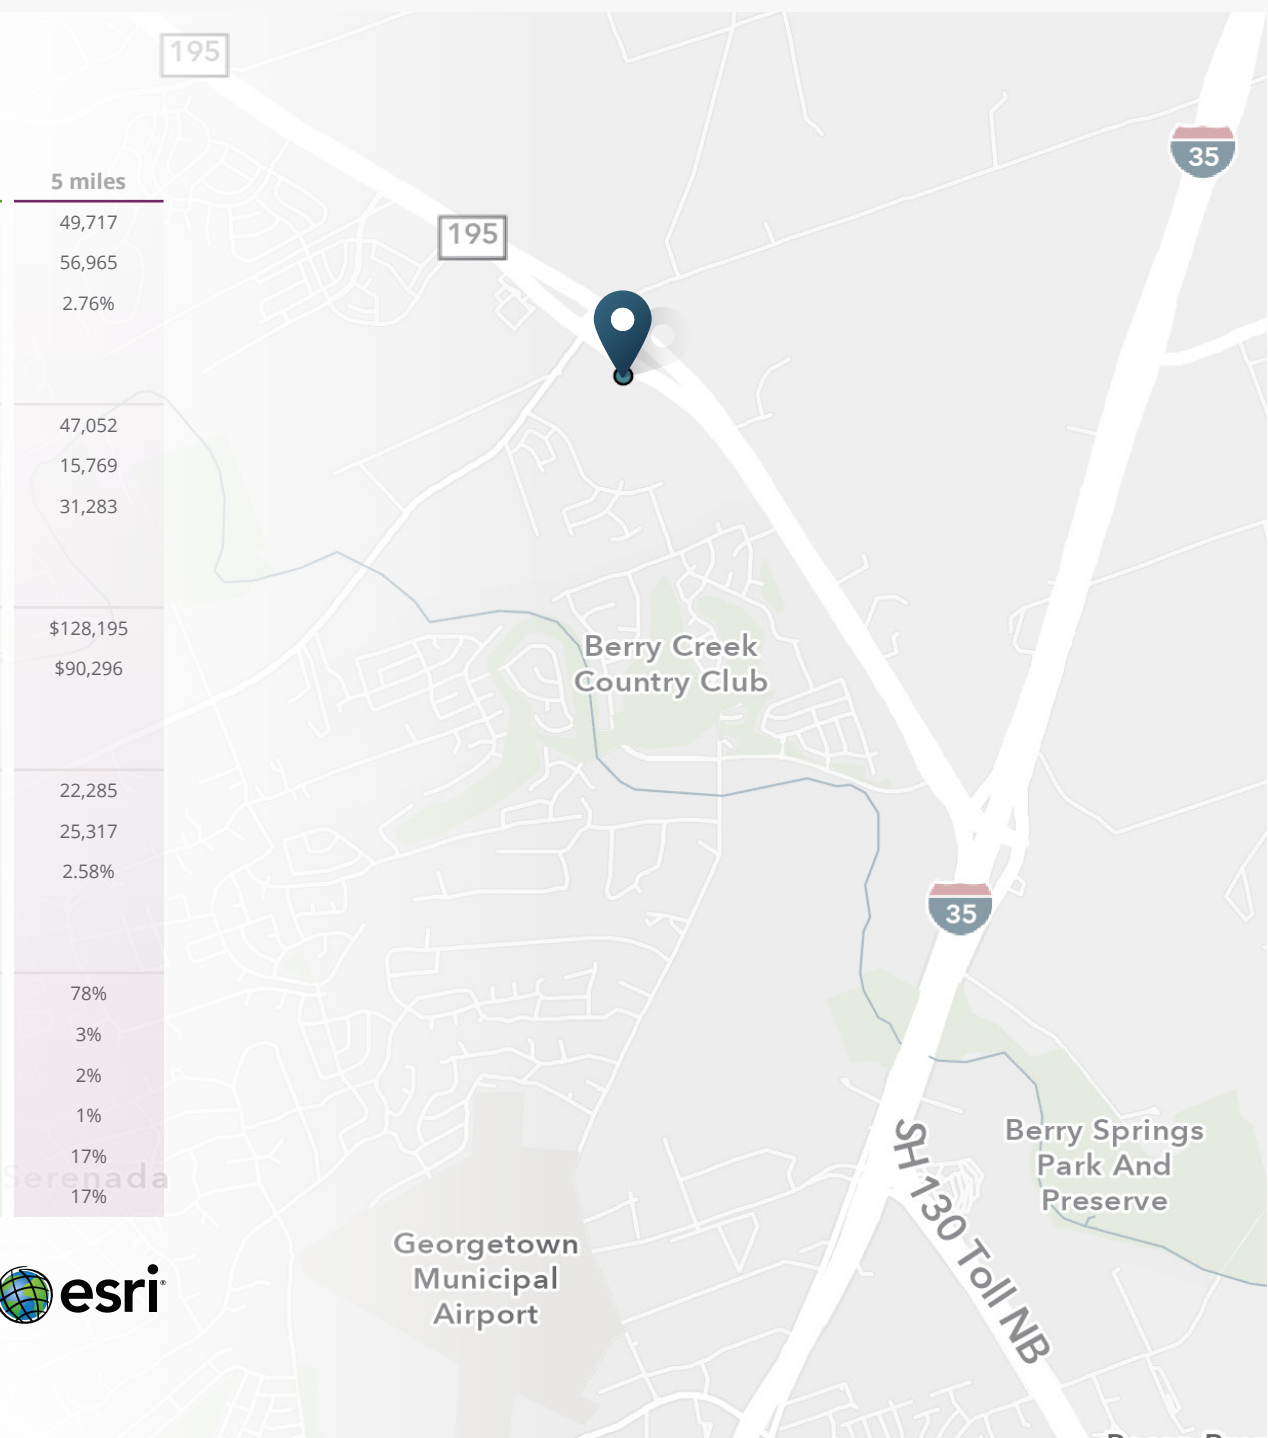 195
35
5 miles
49,717
195
56,965
2.76%
47,052
15,769
31,283
$128,195
Berry Creek
Country Club
$90,296
22,285
25,317
2.58%
35
78%
3%
2%
1%
SH 130 Toll NB
Berry Springs
Park And
Preserve
17%
Serenada
17%
Georgetown
Municipal
Airport
esri